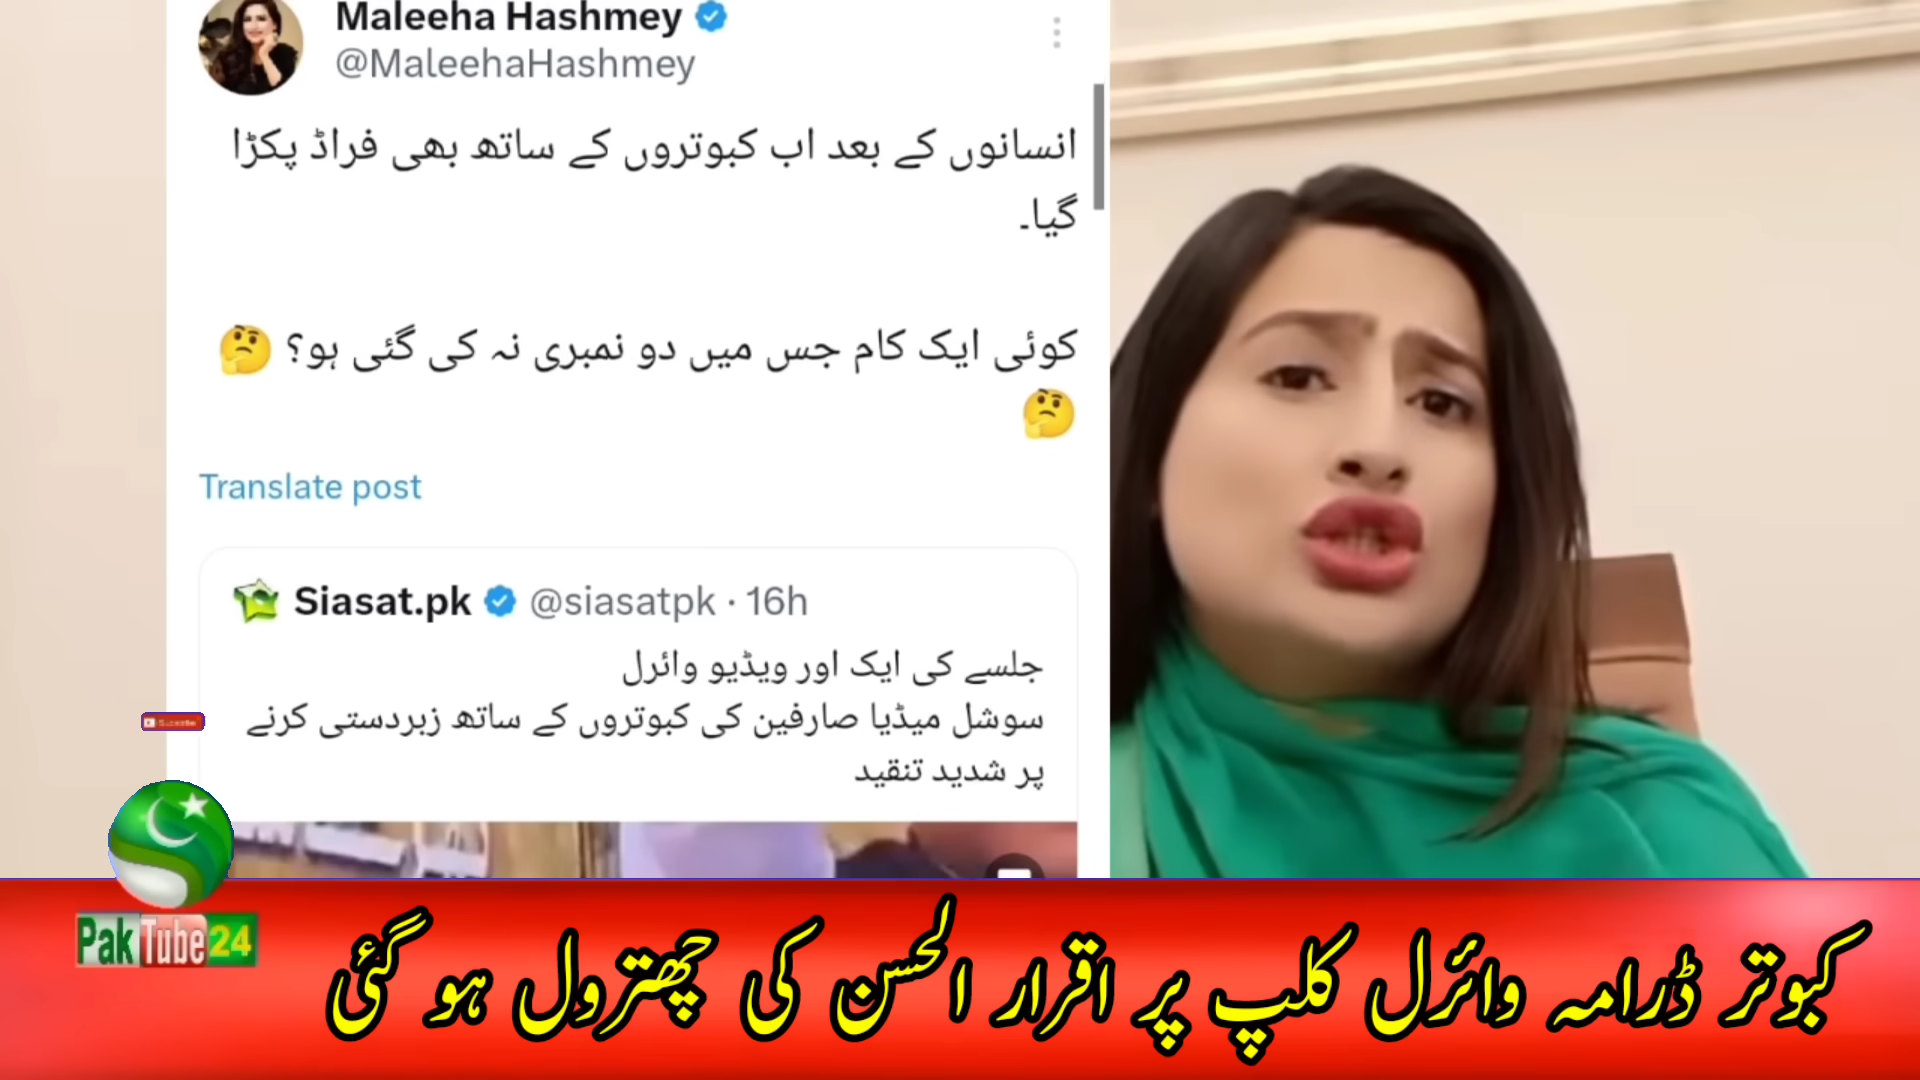 Maleeha Hashmey
@MaleehaHashmey
انسانوں کے بعد اب کبوتروں کے ساتھ بھی فراڈ پکڑا
گیا۔
کوئی ایک کام جس میں دو نمبری نہ کی گئی ہو؟ 🤔
🤔
Translate post
Siasat.pk @siasatpk · 16h
جلسے کی ایک اور ویڈیو وائرل
سوشل میڈیا صارفین کی کبوتروں کے ساتھ زبردستی کرنے
پر شدید تنقید
Subscribe
PakTube24
کبوتر ڈرامہ وائرل کلپ پر اقرار الحسن کی چھترول ہو گئی